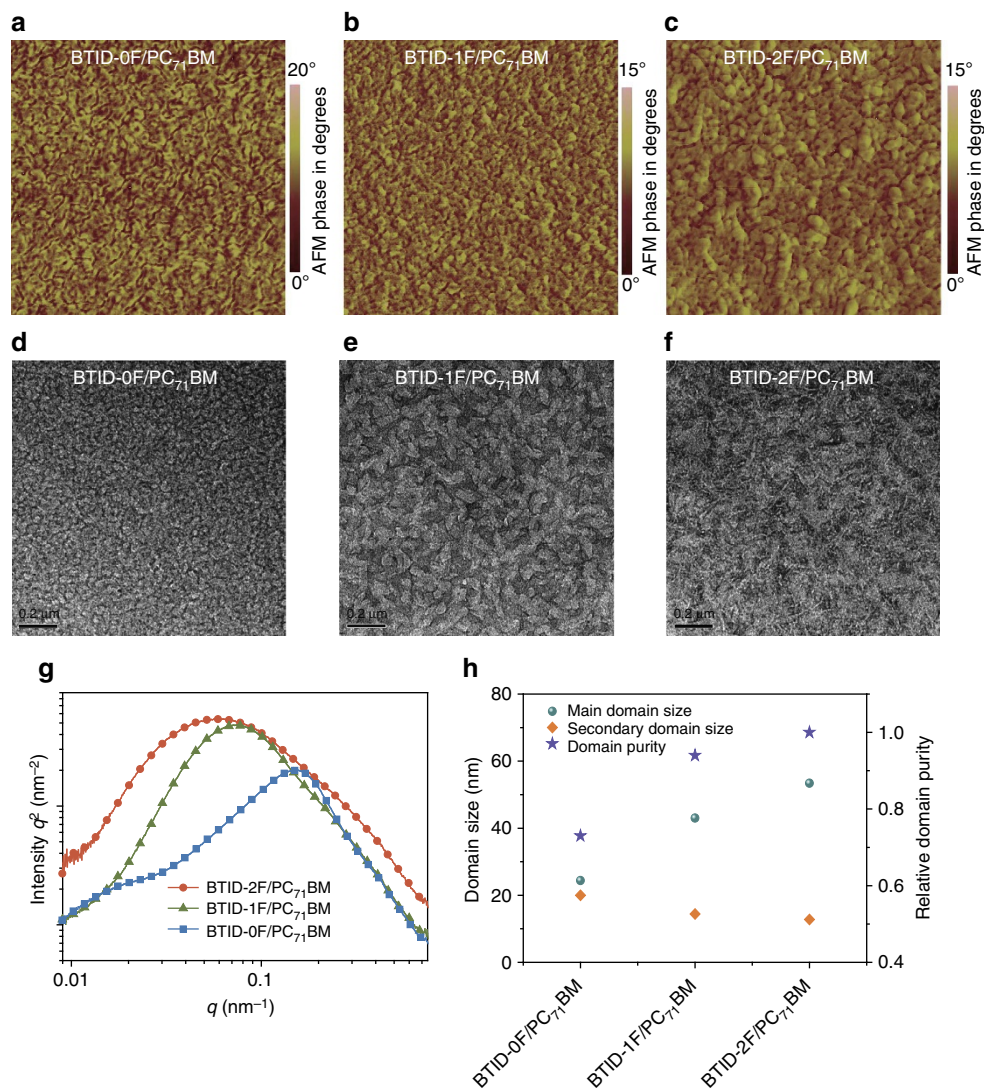 a
BTID-0F/PC71BM
20°
AFM phase in degrees
0°
b
BTID-1F/PC71BM
15°
AFM phase in degrees
0°
c
BTID-2F/PC71BM
15°
AFM phase in degrees
0°
d
BTID-0F/PC71BM
0.2 μm
e
BTID-1F/PC71BM
0.2 μm
f
BTID-2F/PC71BM
0.2 μm
g
Intensity q² (nm⁻²)
BTID-2F/PC71BM
BTID-1F/PC71BM
BTID-0F/PC71BM
0.01
0.1
q (nm⁻¹)
h
Main domain size
Secondary domain size
Domain purity
80
60
40
20
0
Domain size (nm)
1.0
0.8
0.6
0.4
Relative domain purity
BTID-0F/PC71BM
BTID-1F/PC71BM
BTID-2F/PC71BM